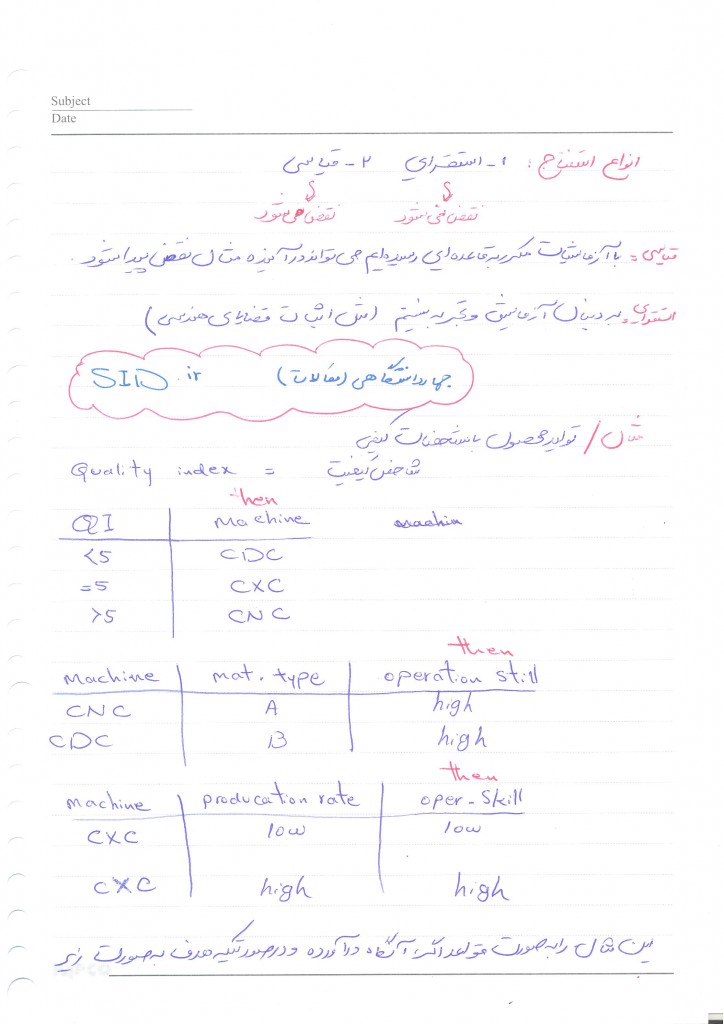 Subject
Date
انواع استنتاج: ۱- استقرای ۲- قیاسی
نقض نمی‌شود نقض می‌شود
قیاسی = با آزمایشات مکرر به قاعده‌ای رسیده‌ایم می‌تواند در آینده مثال نقض پیدا شود.
استقرای = به دنبال آزمایش و تجربه نیستیم (مثل اثبات قضایای هندسی)
جهاد دانشگاهی (مقالات) SID.ir
مثال / تولید محصول با مشخصات کیفی
Quality index = شاخص کیفیت
then
QI machine machin
<5 CDC
=5 CXC
>5 CNC
then
Machine mat. type operation still
CNC A high
CDC B high
then
Machine producation rate oper-skill
CXC low low
CXC high high
این مثال را به صورت قواعد اگر، آنگاه درآورده و در صورتیکه هدف به صورت زیر